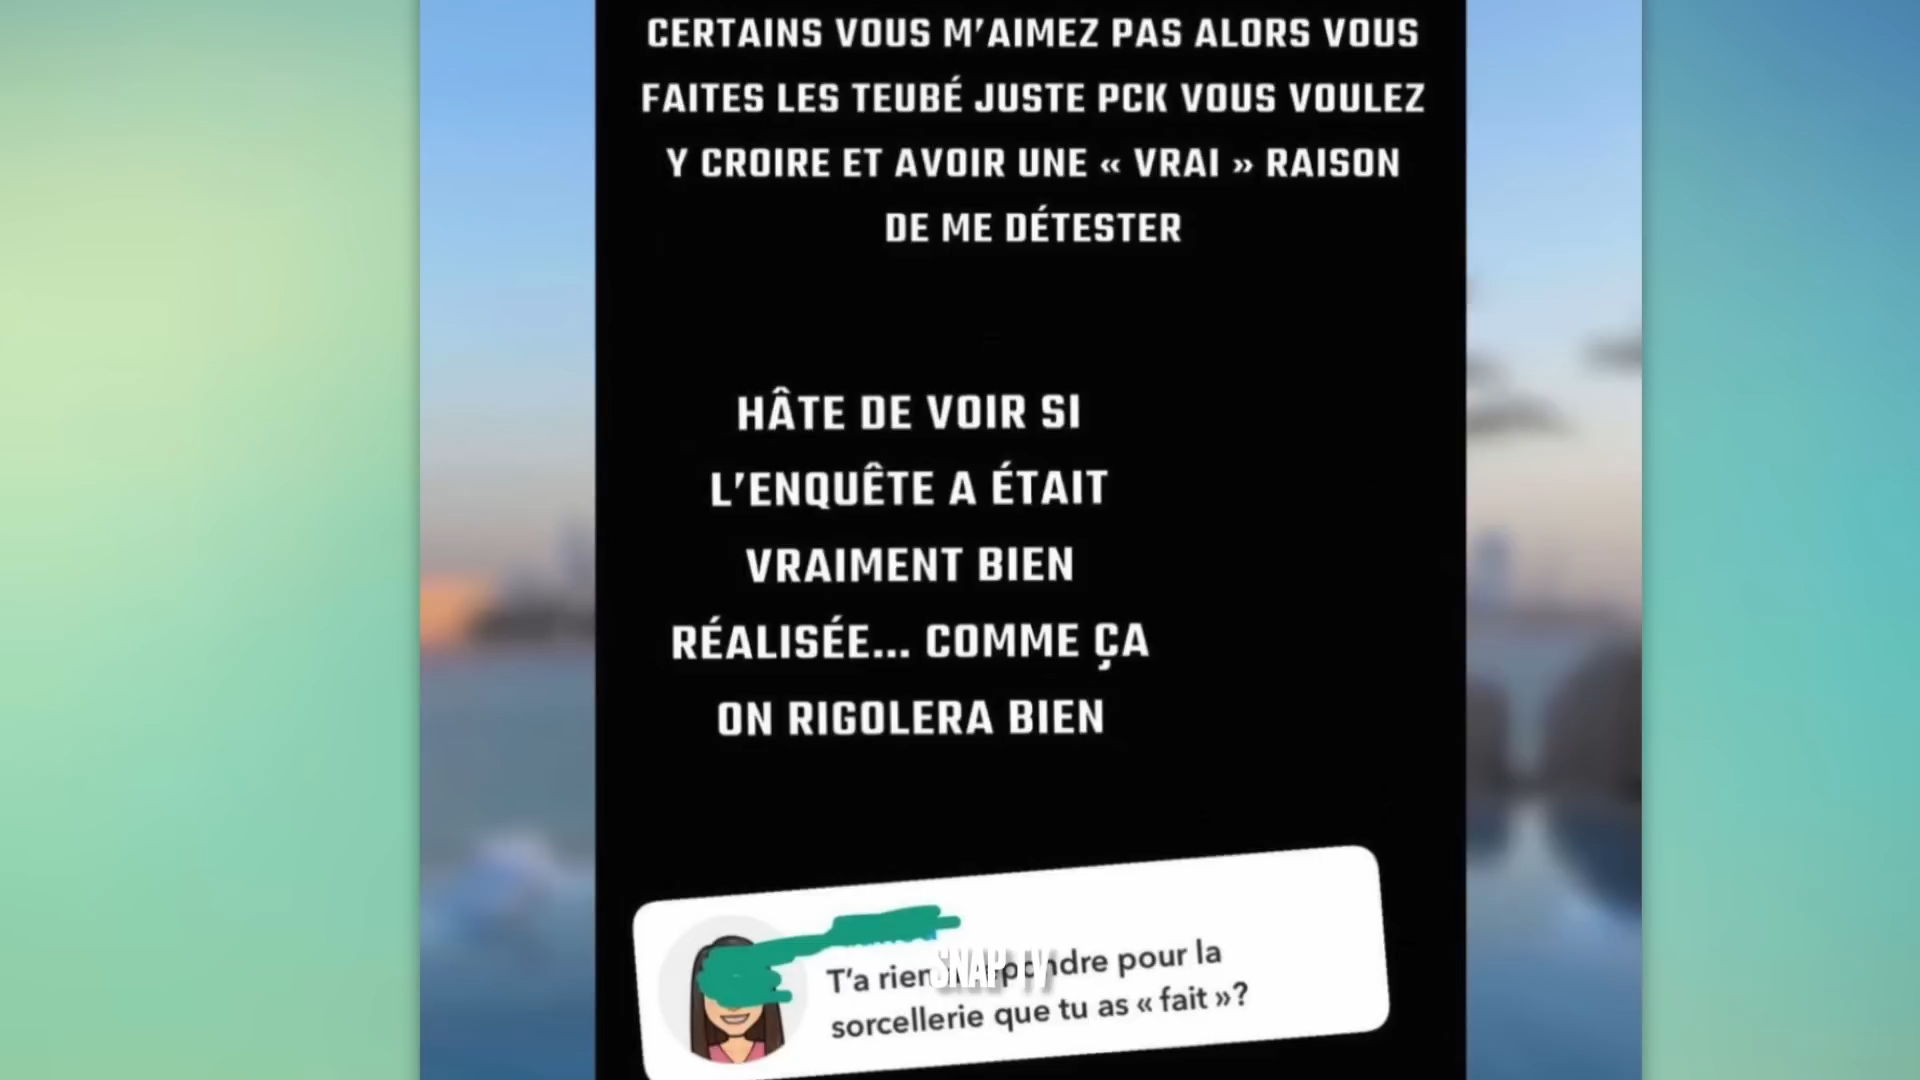 CERTAINS VOUS M'AIMEZ PAS ALORS VOUS
FAITES LES TEUBÉ JUSTE PCK VOUS VOULEZ
Y CROIRE ET AVOIR UNE « VRAI » RAISON
DE ME DÉTESTER
HÂTE DE VOIR SI
L'ENQUÊTE A ÉTAIT
VRAIMENT BIEN
RÉALISÉE... COMME ÇA
ON RIGOLERA BIEN
SNAP TV
T'a rien pondre pour la
sorcellerie que tu as « fait »?